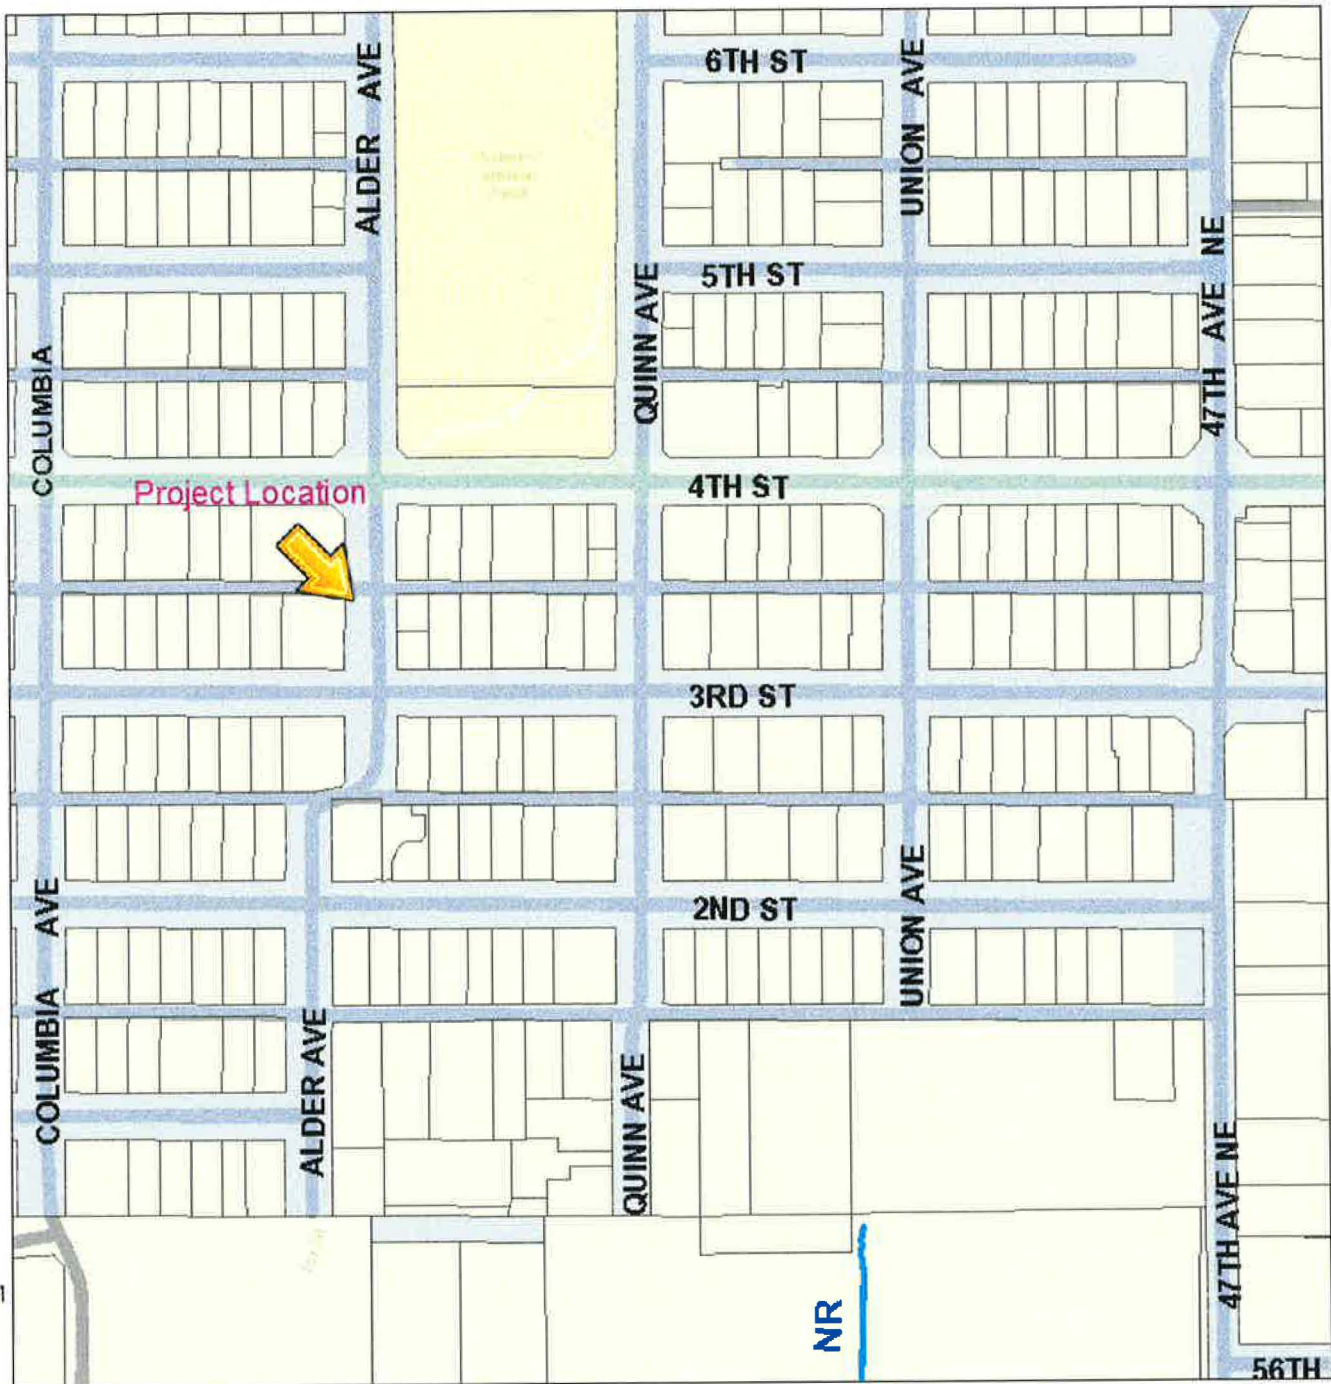 6TH ST
ALDER AVE
UNION AVE
5TH ST
QUINN AVE
47TH AVE NE
COLUMBIA
4TH ST
Project Location
3RD ST
2ND ST
COLUMBIA AVE
UNION AVE
ALDER AVE
QUINN AVE
47TH AVE NE
NR
56TH